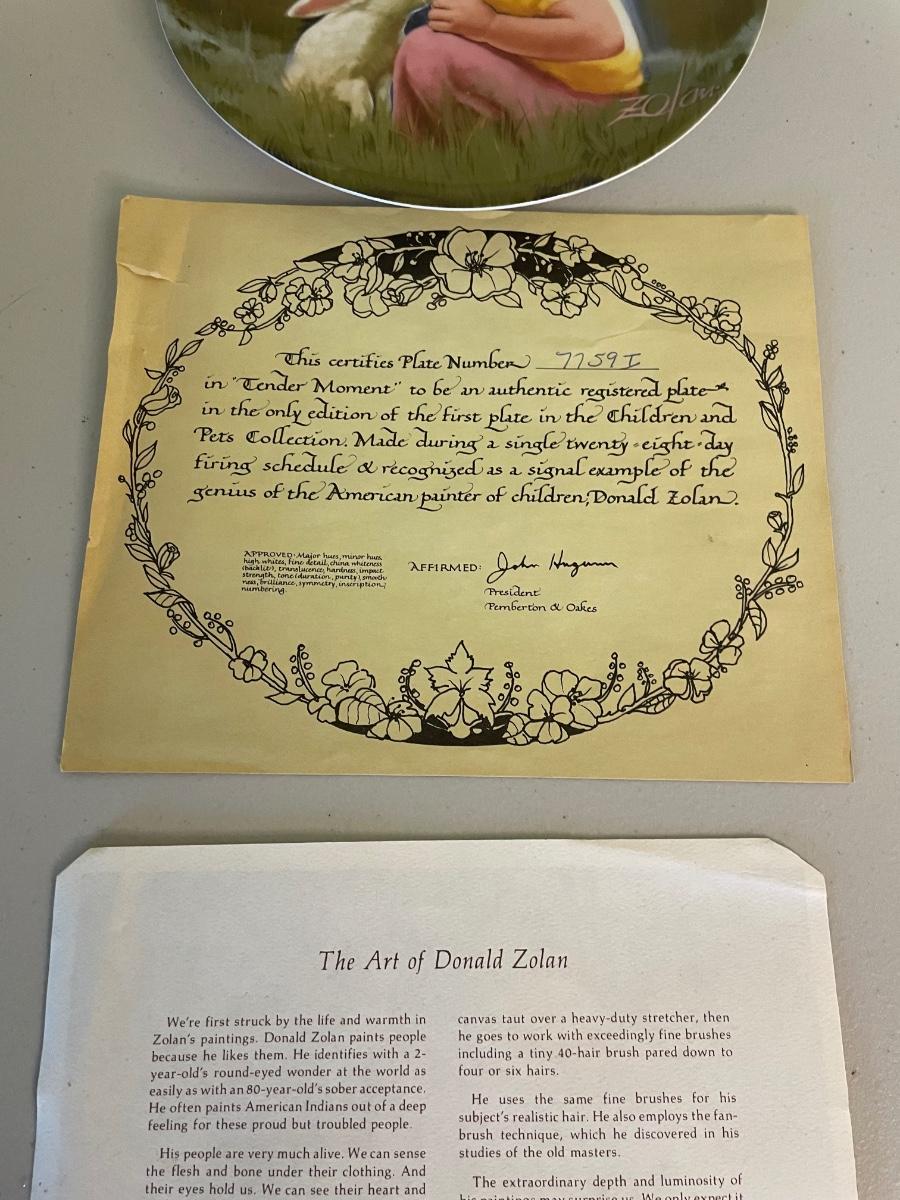 Zolan
This certifies Plate Number 7759I
in "Tender Moment" to be an authentic registered plate
in the only edition of the first plate in the Children and
Pets Collection. Made during a single twenty-eight-day
firing schedule & recognized as a signal example of the
genius of the American painter of children, Donald Zolan.
APPROVED: Major hues, minor hues,
high whites, fine detail, china whiteness
(backlit), translucence, hardness, impact
strength, tone (duration, purity), smooth-
ness, brilliance, symmetry, inscription,
numbering.
AFFIRMED:
President
Pemberton & Oakes
The Art of Donald Zolan
We're first struck by the life and warmth in
Zolan's paintings. Donald Zolan paints people
because he likes them. He identifies with a 2-
year-old's round-eyed wonder at the world as
easily as with an 80-year-old's sober acceptance.
He often paints American Indians out of a deep
feeling for these proud but troubled people.
His people are very much alive. We can sense
the flesh and bone under their clothing. And
their eyes hold us. We can see their heart and
canvas taut over a heavy-duty stretcher, then
he goes to work with exceedingly fine brushes
including a tiny 40-hair brush pared down to
four or six hairs.
He uses the same fine brushes for his
subject's realistic hair. He also employs the fan-
brush technique, which he discovered in his
studies of the old masters.
The extraordinary depth and luminosity of
his paintings may surprise us. We only expect it